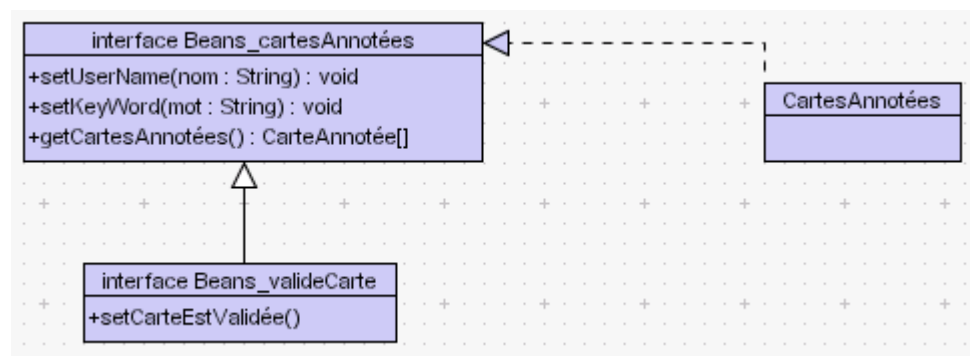 interface Beans_cartesAnnotées
+setUserName(nom : String) : void
+setKeyWord(mot : String) : void
+getCartesAnnotées() : CarteAnnotée[]
CartesAnnotées
interface Beans_valideCarte
+setCarteEstValidée()